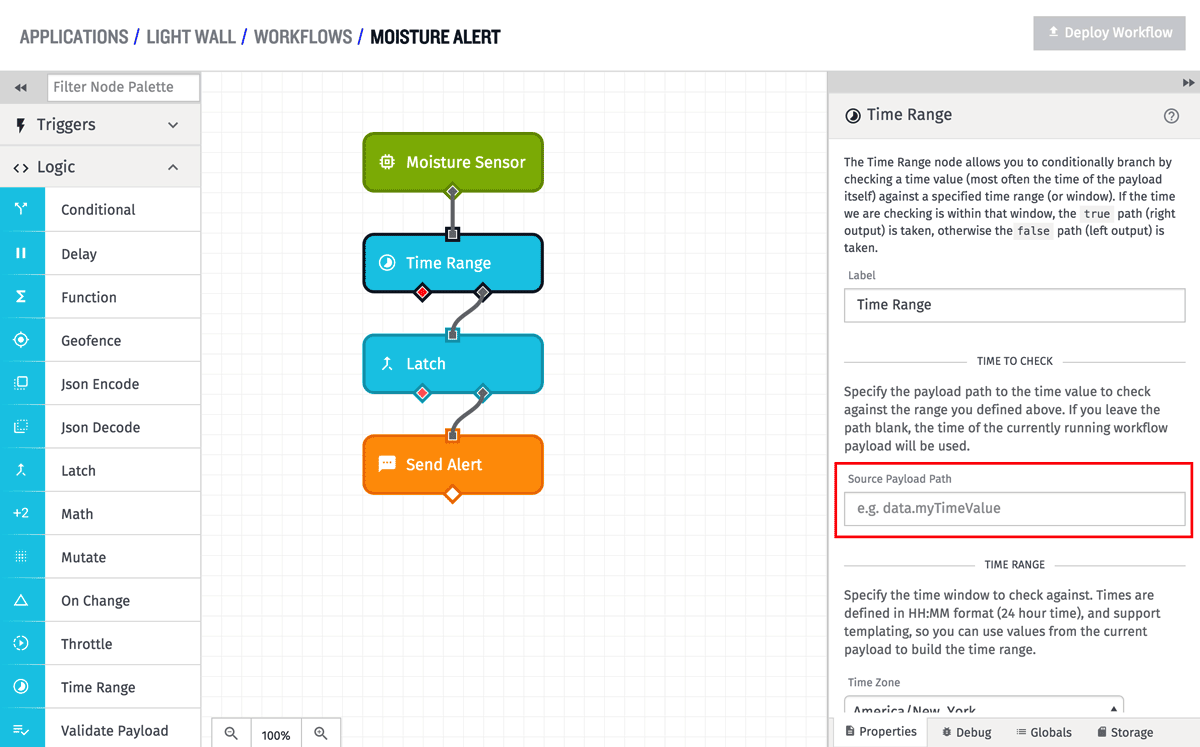 APPLICATIONS / LIGHT WALL / WORKFLOWS / MOISTURE ALERT
Deploy Workflow
Filter Node Palette
Triggers
Logic
Conditional
Delay
Function
Geofence
Json Encode
Json Decode
Latch
+2 Math
Mutate
On Change
Throttle
Time Range
Validate Payload
Moisture Sensor
Time Range
Latch
Send Alert
100%
Time Range
The Time Range node allows you to conditionally branch by
checking a time value (most often the time of the payload
itself) against a specified time range (or window). If the time
we are checking is within that window, the true path (right
output) is taken, otherwise the false path (left output) is
taken.
Label
Time Range
TIME TO CHECK
Specify the payload path to the time value to check
against the range you defined above. If you leave the
path blank, the time of the currently running workflow
payload will be used.
Source Payload Path
e.g. data.myTimeValue
TIME RANGE
Specify the time window to check against. Times are
defined in HH:MM format (24 hour time), and support
templating, so you can use values from the current
payload to build the time range.
Time Zone
America/New_York
Properties Debug Globals Storage